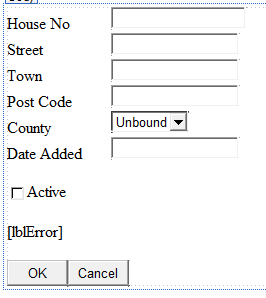 House No
Street
Town
Post Code
County Unbound
Date Added
Active
[lblError]
OK Cancel